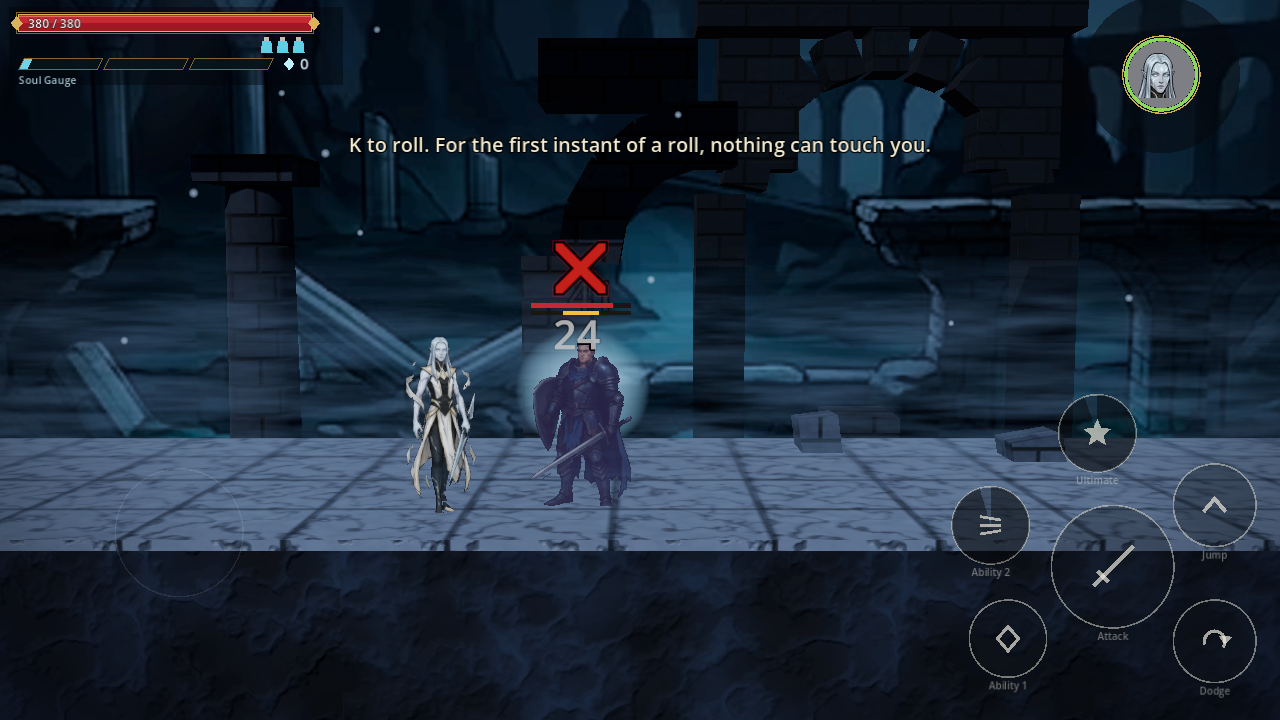 380 / 380
0
Soul Gauge
K to roll. For the first instant of a roll, nothing can touch you.
24
Ultimate
Ability 2
Jump
Attack
Ability 1
Dodge